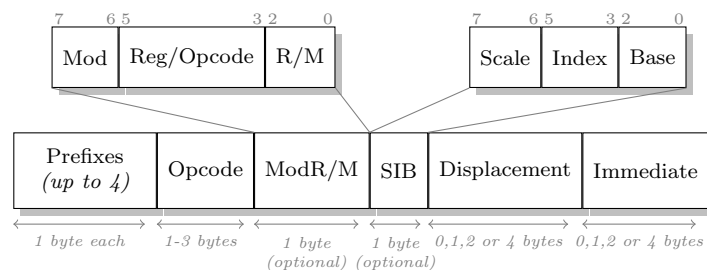 7 6 5 3 2 0 7 6 5 3 2 0
Mod Reg/Opcode R/M Scale Index Base
Prefixes
(up to 4) Opcode ModR/M SIB Displacement Immediate
1 byte each 1-3 bytes 1 byte 1 byte 0,1,2 or 4 bytes 0,1,2 or 4 bytes
(optional) (optional)